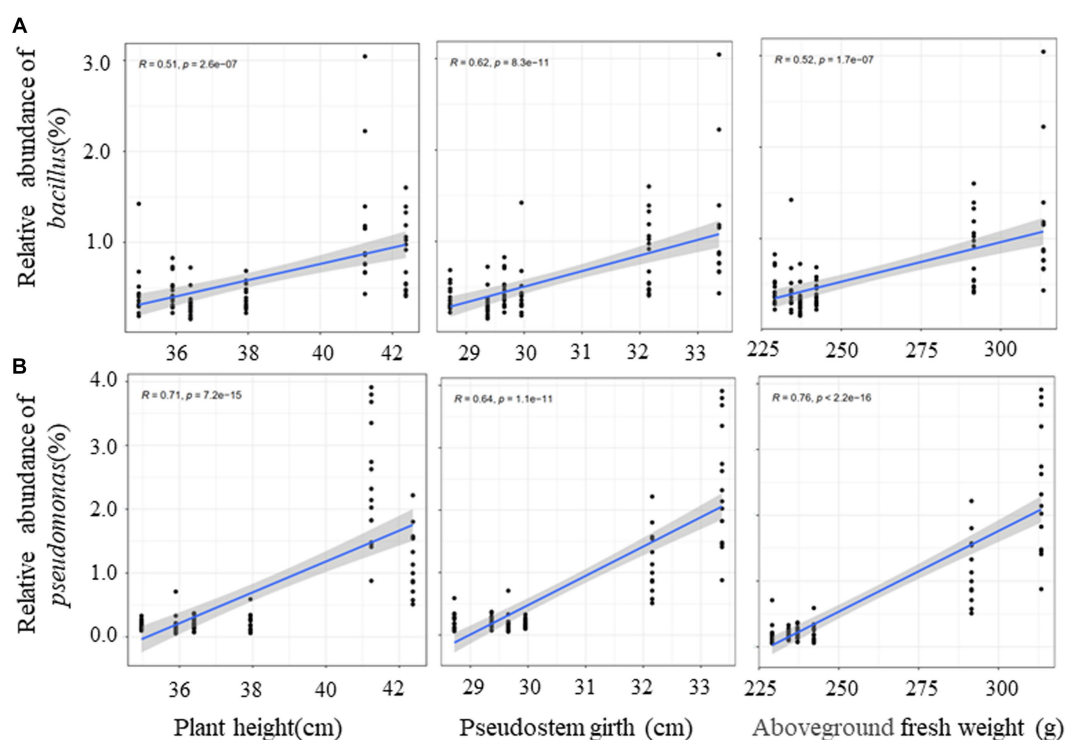 A
Relative abundance of
bacillus(%)
3.0
2.0
1.0
R = 0.51, p = 2.6e−07
R = 0.62, p = 8.3e−11
R = 0.52, p = 1.7e−07
36 38 40 42
29 30 31 32 33
225 250 275 300
B
Relative abundance of
pseudomonas(%)
4.0
3.0
2.0
1.0
0.0
R = 0.71, p = 7.2e−15
R = 0.64, p = 1.1e−11
R = 0.76, p < 2.2e−16
36 38 40 42
29 30 31 32 33
225 250 275 300
Plant height(cm)
Pseudostem girth (cm)
Aboveground fresh weight (g)